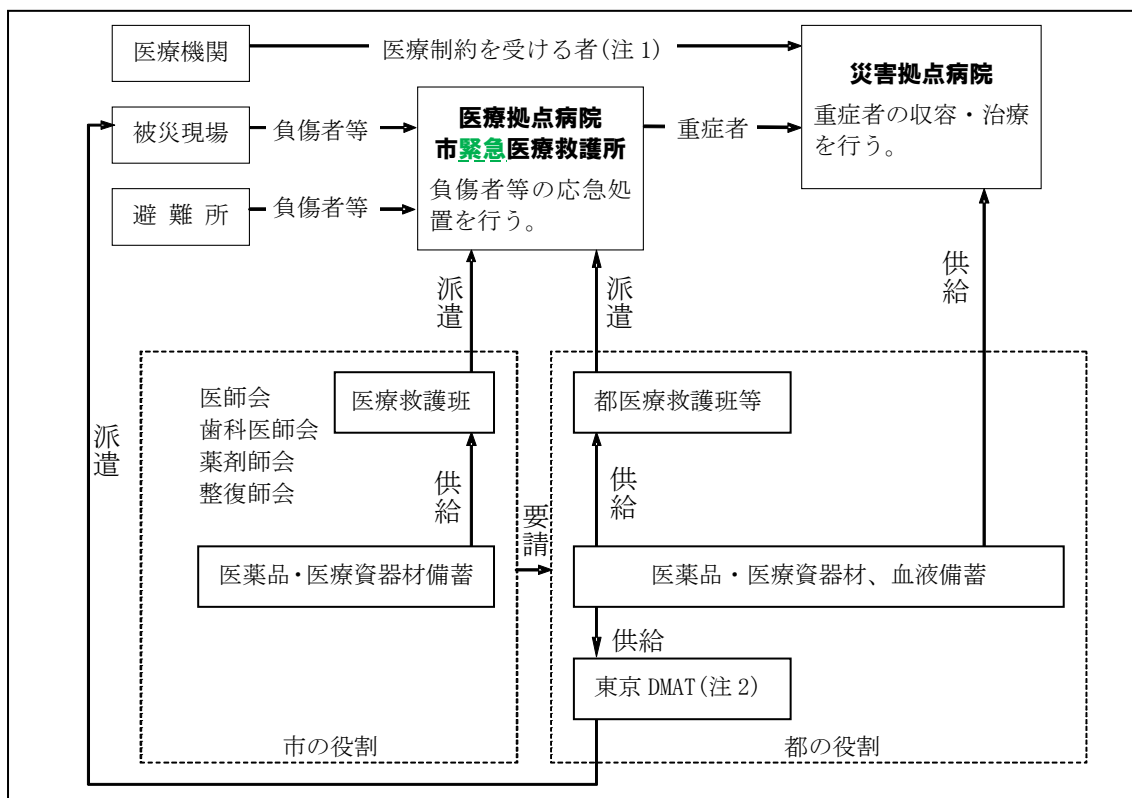 医療機関
医療制約を受ける者(注1)
災害拠点病院
重症者の収容・治療
を行う。
被災現場
負傷者等
医療拠点病院
市緊急医療救護所
負傷者等の応急処
置を行う。
重症者
避難所
負傷者等
派遣
派遣
供給
医師会
歯科医師会
薬剤師会
整復師会
医療救護班
都医療救護班等
派遣
供給
供給
要請
医薬品・医療資器材備蓄
医薬品・医療資器材、血液備蓄
供給
東京DMAT(注2)
市の役割
都の役割